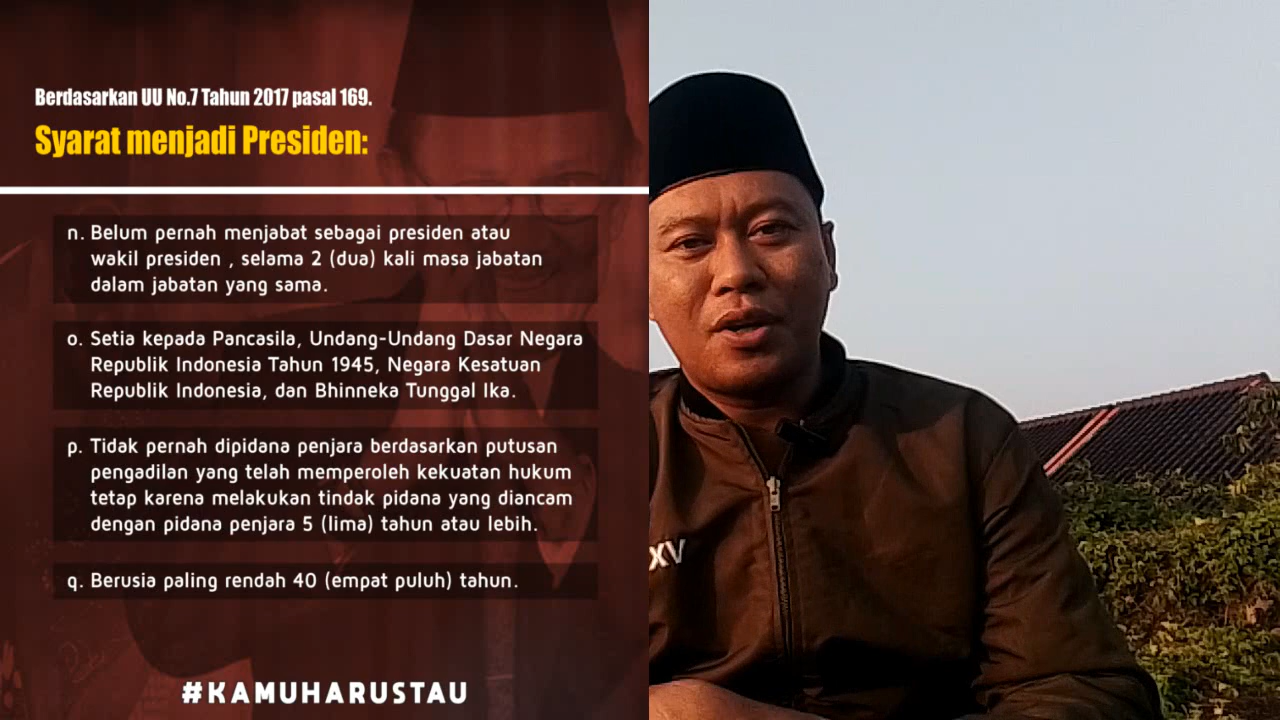 Berdasarkan UU No.7 Tahun 2017 pasal 169.
Syarat menjadi Presiden:
n. Belum pernah menjabat sebagai presiden atau
wakil presiden , selama 2 (dua) kali masa jabatan
dalam jabatan yang sama.
o. Setia kepada Pancasila, Undang-Undang Dasar Negara
Republik Indonesia Tahun 1945, Negara Kesatuan
Republik Indonesia, dan Bhinneka Tunggal Ika.
p. Tidak pernah dipidana penjara berdasarkan putusan
pengadilan yang telah memperoleh kekuatan hukum
tetap karena melakukan tindak pidana yang diancam
dengan pidana penjara 5 (lima) tahun atau lebih.
q. Berusia paling rendah 40 (empat puluh) tahun.
#KAMUHARUSTAU
XV